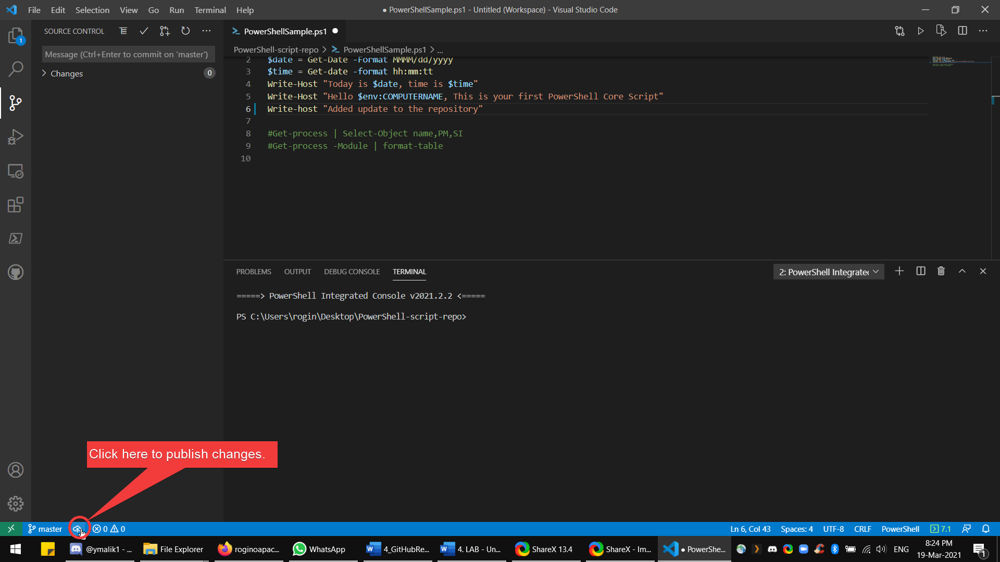 File Edit Selection View Go Run Terminal Help
● PowerShellSample.ps1 - Untitled (Workspace) - Visual Studio Code
SOURCE CONTROL
PowerShellSample.ps1
1
Message (Ctrl+Enter to commit on 'master')
Changes
0
PowerShell-script-repo > PowerShellSample.ps1 > ...
2 $date = Get-Date -Format MMMM/dd/yyyy
3 $time = Get-date -format hh:mm:tt
4 Write-Host "Today is $date, time is $time"
5 Write-Host "Hello $env:COMPUTERNAME, This is your first PowerShell Core Script"
6 Write-host "Added update to the repository"
7
8 #Get-process | Select-Object name,PM,SI
9 #Get-process -Module | format-table
10
PROBLEMS OUTPUT DEBUG CONSOLE TERMINAL
2: PowerShell Integrate
=====> PowerShell Integrated Console v2021.2.2 <=====
PS C:\Users\rogin\Desktop\PowerShell-script-repo>
Click here to publish changes.
master 0 0
Ln 6, Col 43 Spaces: 4 UTF-8 CRLF PowerShell 7.1
@ymalik1 - ... File Explorer roginoapac... WhatsApp 4_GitHubRe... 4. LAB - Un... ShareX 13.4 ShareX - Im... ● PowerShe...
ENG
8:24 PM
19-Mar-2021
1